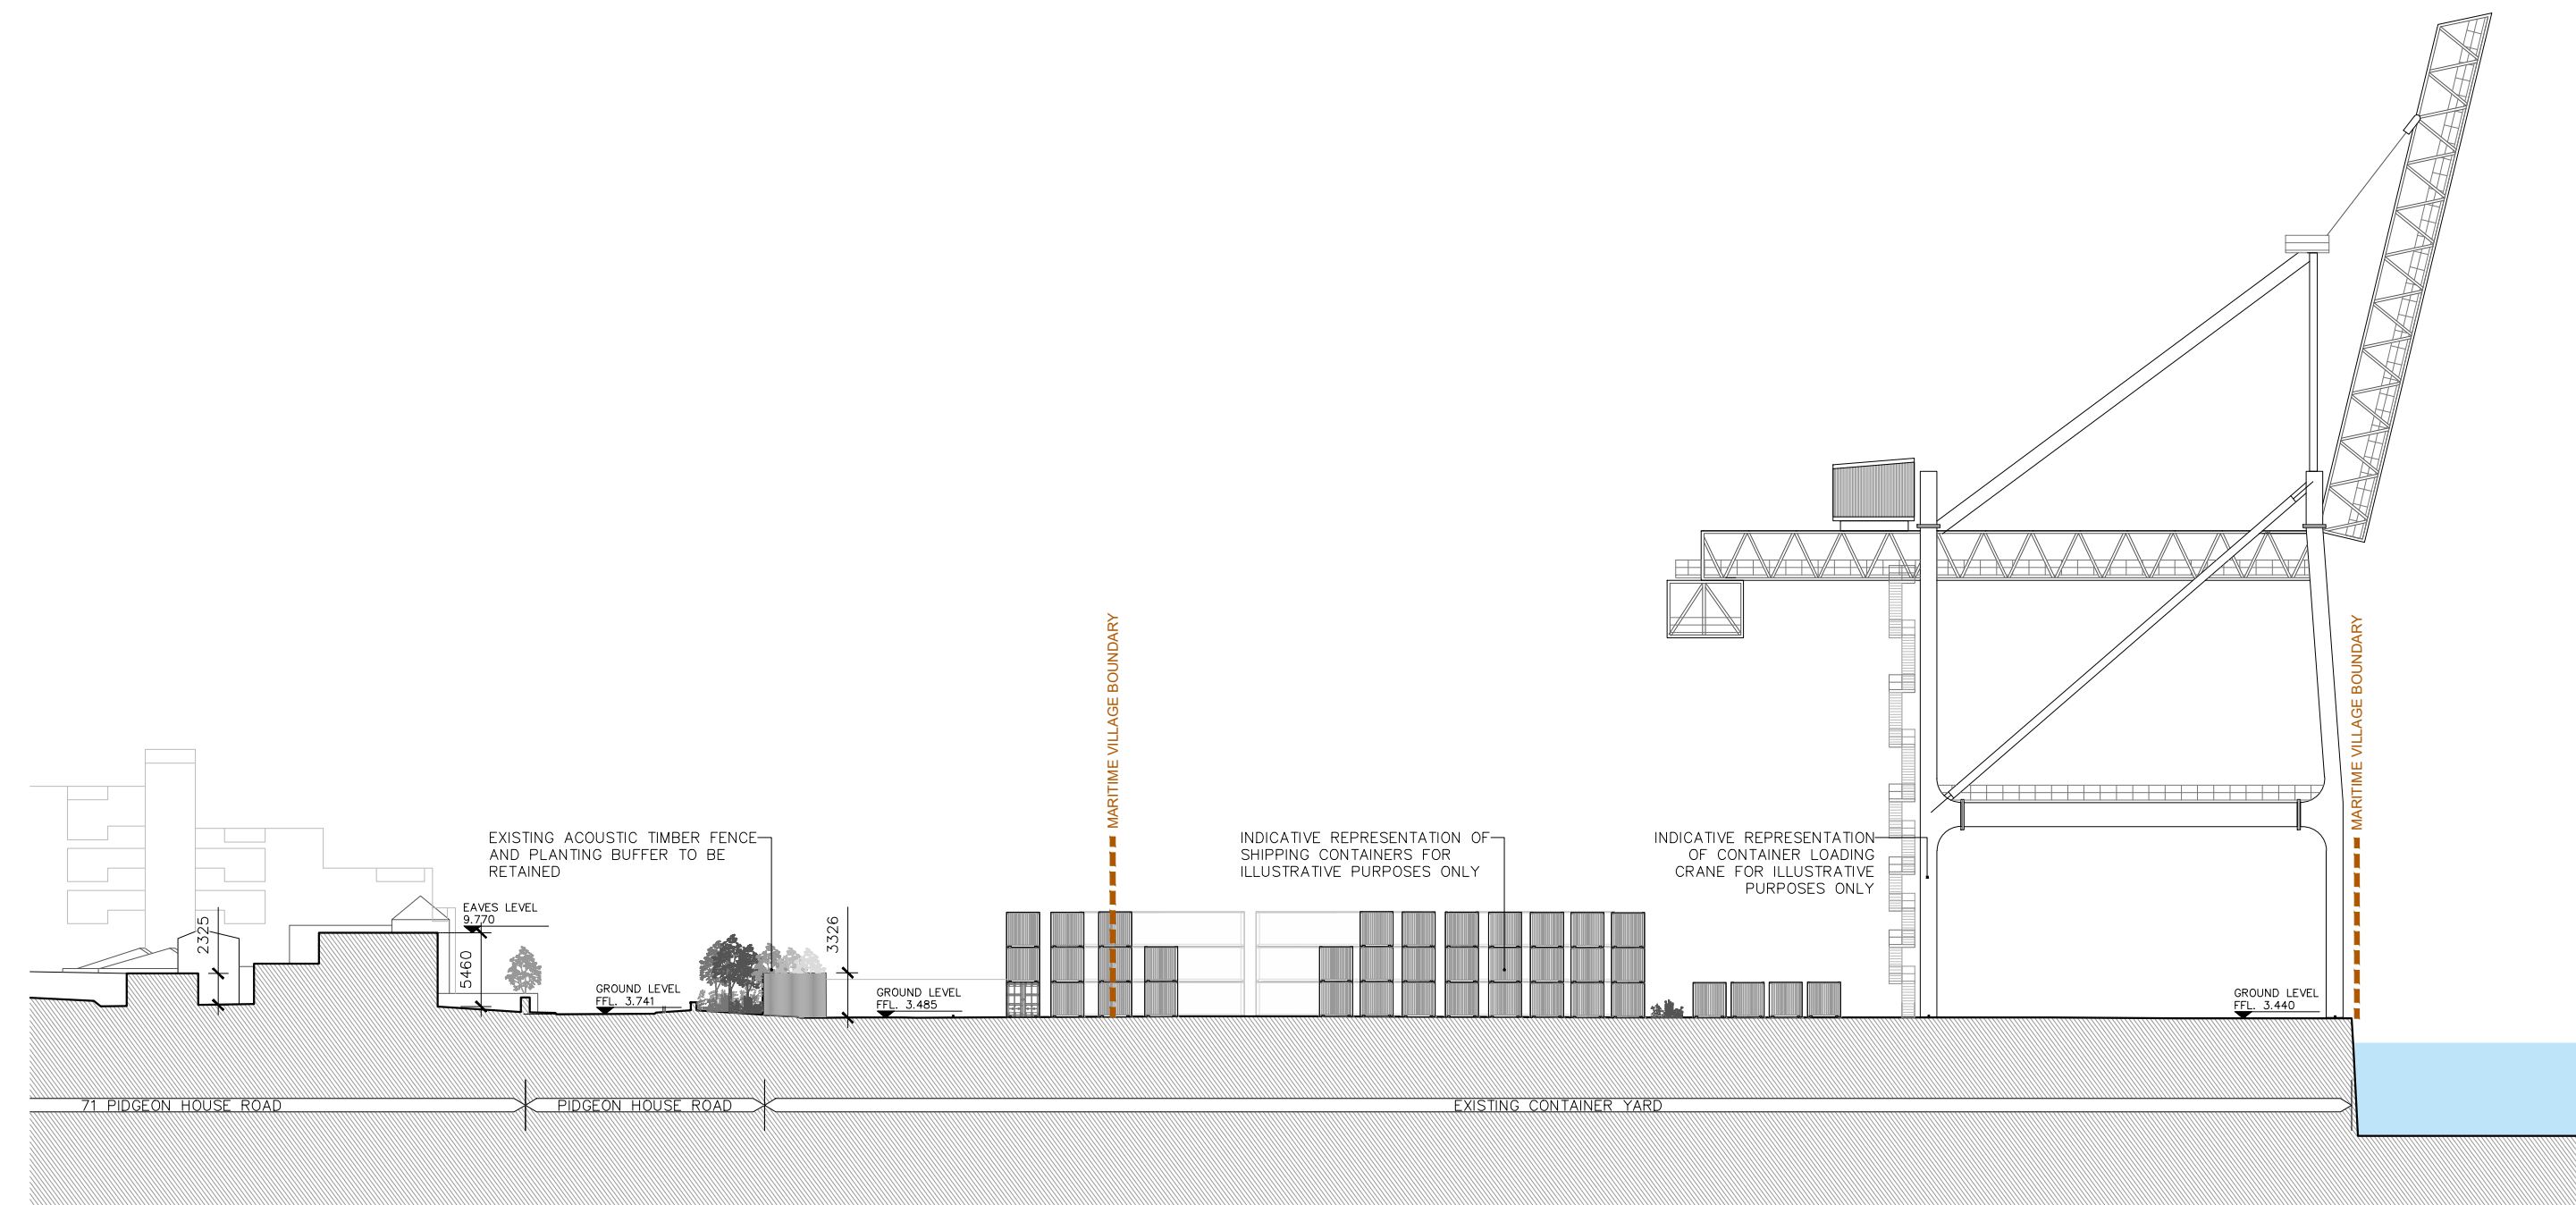 MARITIME VILLAGE BOUNDARY
MARITIME VILLAGE BOUNDARY
EXISTING ACOUSTIC TIMBER FENCE
AND PLANTING BUFFER TO BE
RETAINED
INDICATIVE REPRESENTATION OF
SHIPPING CONTAINERS FOR
ILLUSTRATIVE PURPOSES ONLY
INDICATIVE REPRESENTATION
OF CONTAINER LOADING
CRANE FOR ILLUSTRATIVE
PURPOSES ONLY
EAVES LEVEL
9.770
2325
5460
3326
GROUND LEVEL
FFL. 3.741
GROUND LEVEL
FFL. 3.485
GROUND LEVEL
FFL. 3.440
71 PIDGEON HOUSE ROAD
PIDGEON HOUSE ROAD
EXISTING CONTAINER YARD